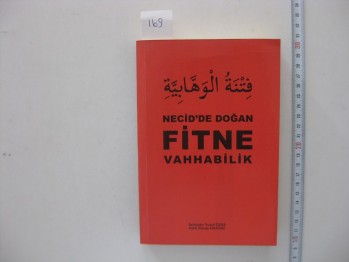 169
فِتْنَةُ الْوَهَّابِيَّةِ
NECİD'DE DOĞAN
FİTNE
VAHHABİLİK